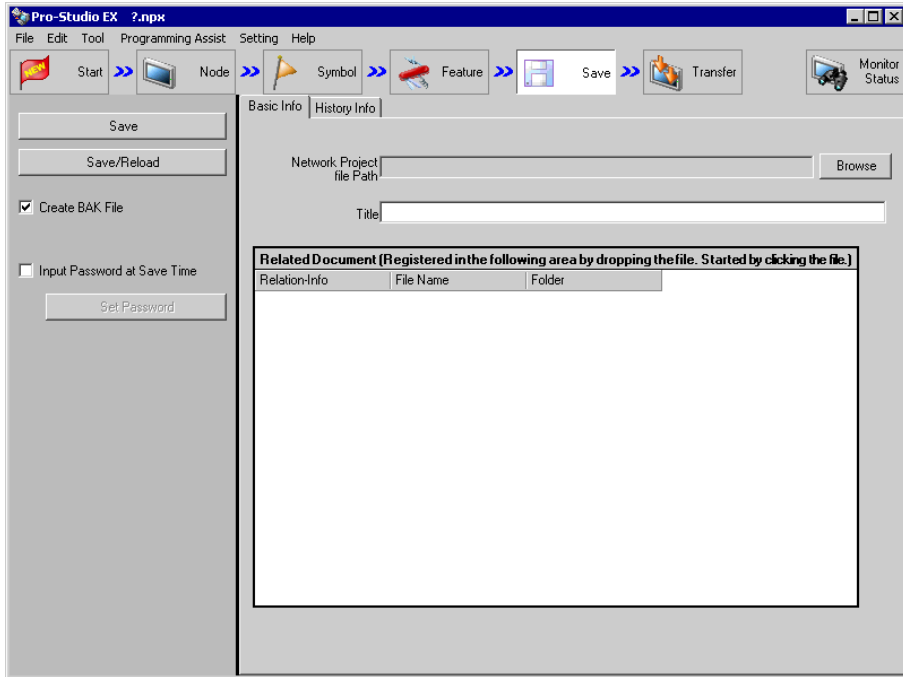 Pro-Studio EX ?.npx
File Edit Tool Programming Assist Setting Help
NEW Start Node Symbol Feature Save Transfer Monitor Status
Basic Info History Info
Save
Save/Reload
Network Project
file Path
Browse
Create BAK File
Title
Input Password at Save Time
Set Password
Related Document (Registered in the following area by dropping the file. Started by clicking the file.)
Relation-Info File Name Folder